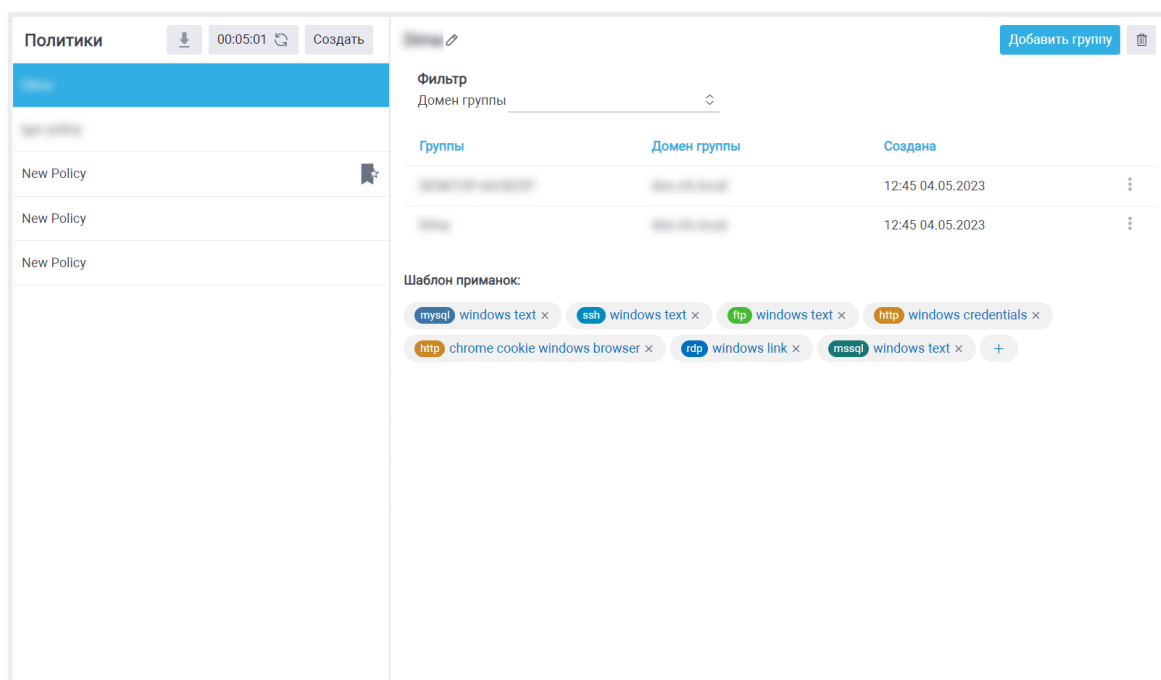 Политики
00:05:01
Создать
New Policy
New Policy
New Policy
Добавить группу
Фильтр
Домен группы
Группы Домен группы Создана
12:45 04.05.2023
12:45 04.05.2023
Шаблон приманок:
mysql windows text × ssh windows text × ftp windows text × http windows credentials ×
http chrome cookie windows browser × rdp windows link × mssql windows text × +